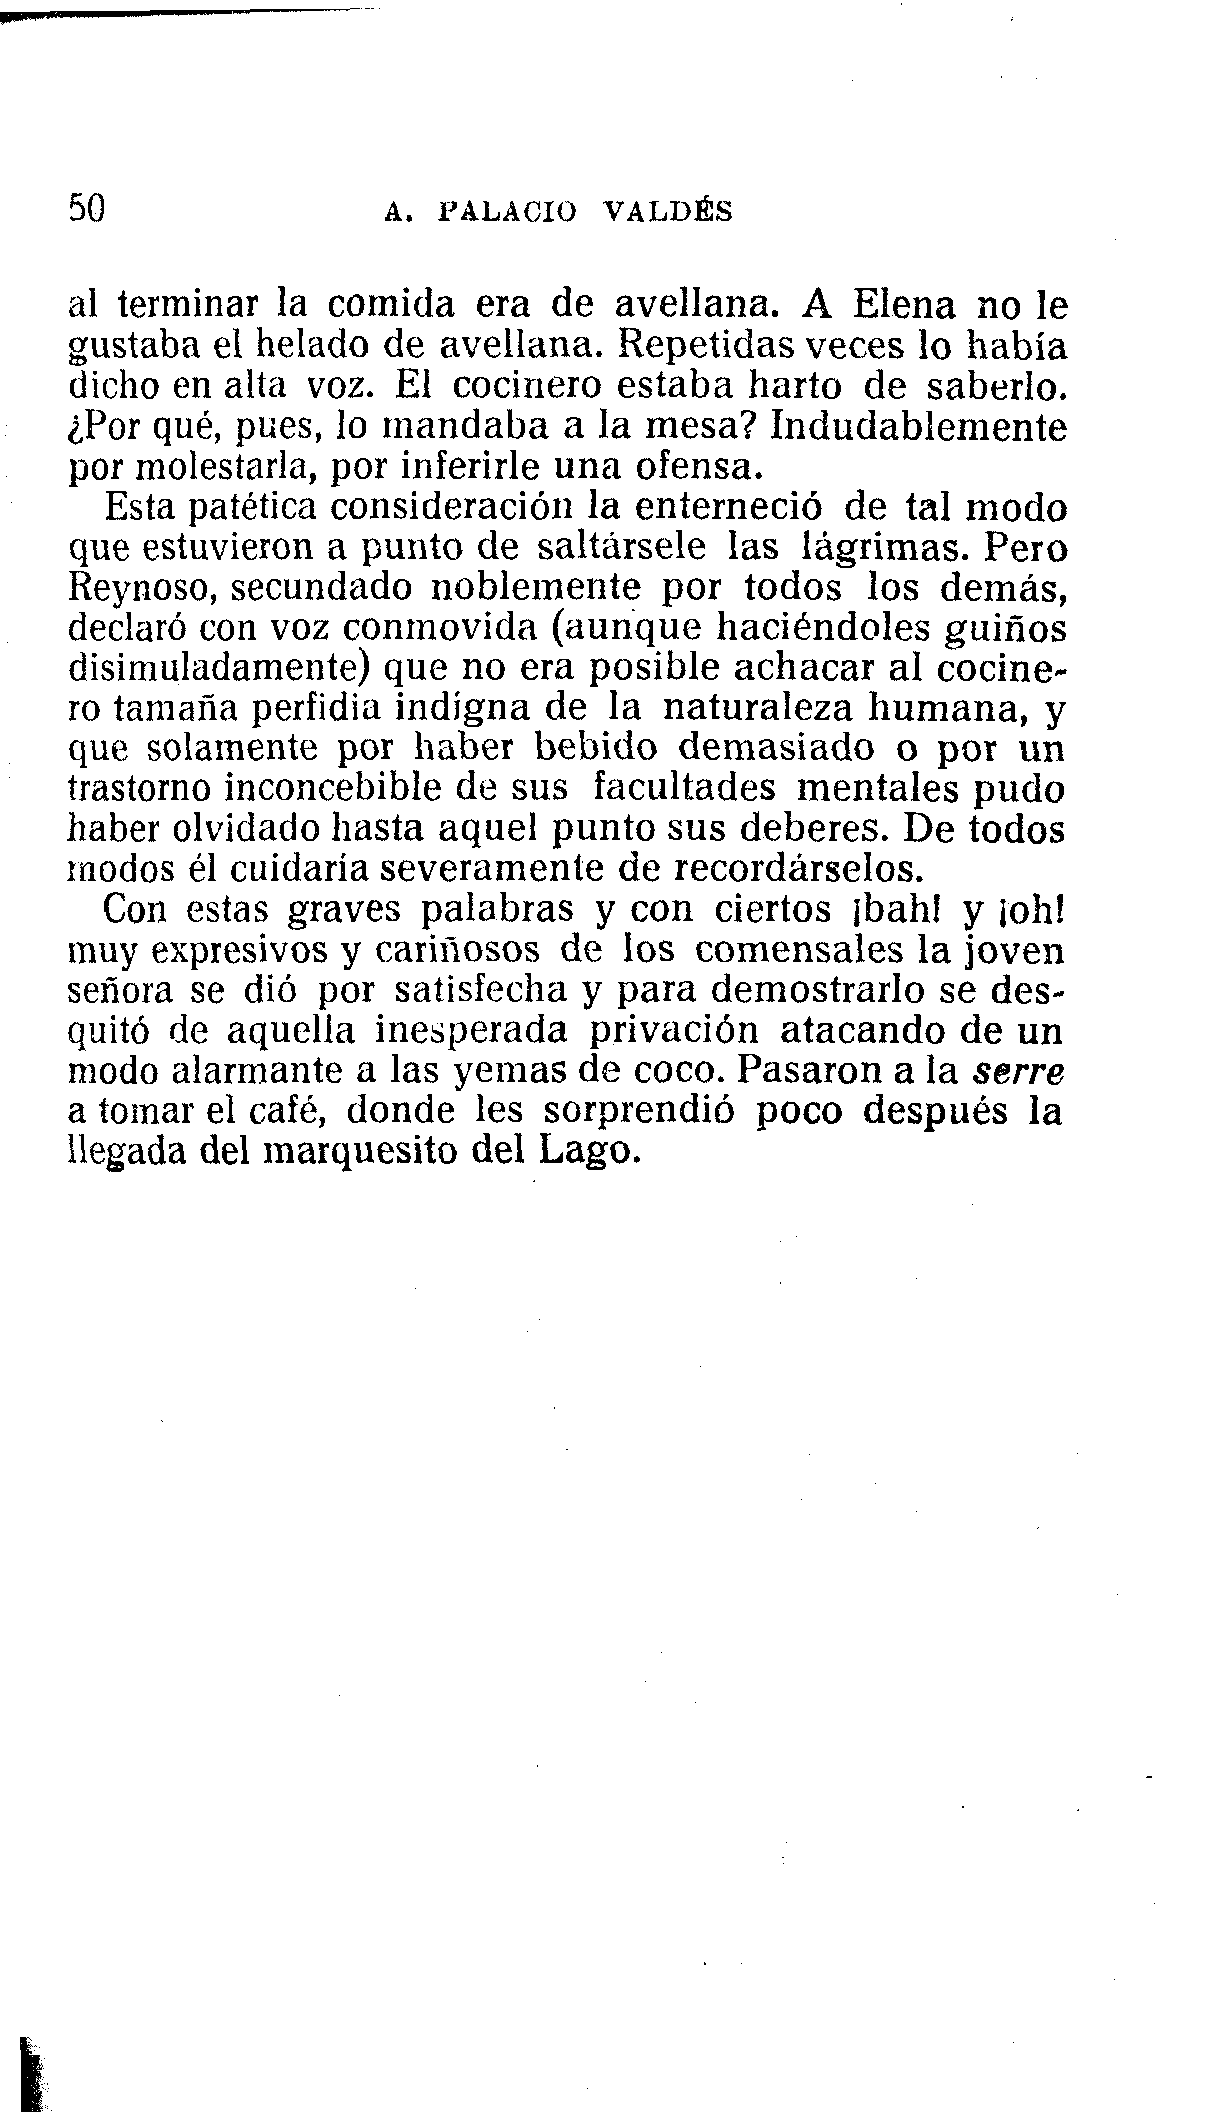 50 A. PALACIO VALDÉS
al terminar la comida era de avellana. A Elena no le
gustaba el helado de avellana. Repetidas veces lo había
dicho en alta voz. El cocinero estaba harto de saberlo.
¿Por qué, pues, lo mandaba a la mesa? Indudablemente
por molestarla, por inferirle una ofensa.
Esta patética consideración la enterneció de tal modo
que estuvieron a punto de saltársele las lágrimas. Pero
Reynoso, secundado noblemente por todos los demás,
declaró con voz conmovida (aunque haciéndoles guiños
disimuladamente) que no era posible achacar al cocine-
ro tamaña perfidia indigna de la naturaleza humana, y
que solamente por haber bebido demasiado o por un
trastorno inconcebible de sus facultades mentales pudo
haber olvidado hasta aquel punto sus deberes. De todos
modos él cuidaría severamente de recordárselos.
Con estas graves palabras y con ciertos ¡bah! y ¡oh!
muy expresivos y cariñosos de los comensales la joven
señora se dió por satisfecha y para demostrarlo se des-
quitó de aquella inesperada privación atacando de un
modo alarmante a las yemas de coco. Pasaron a la serre
a tomar el café, donde les sorprendió poco después la
llegada del marquesito del Lago.